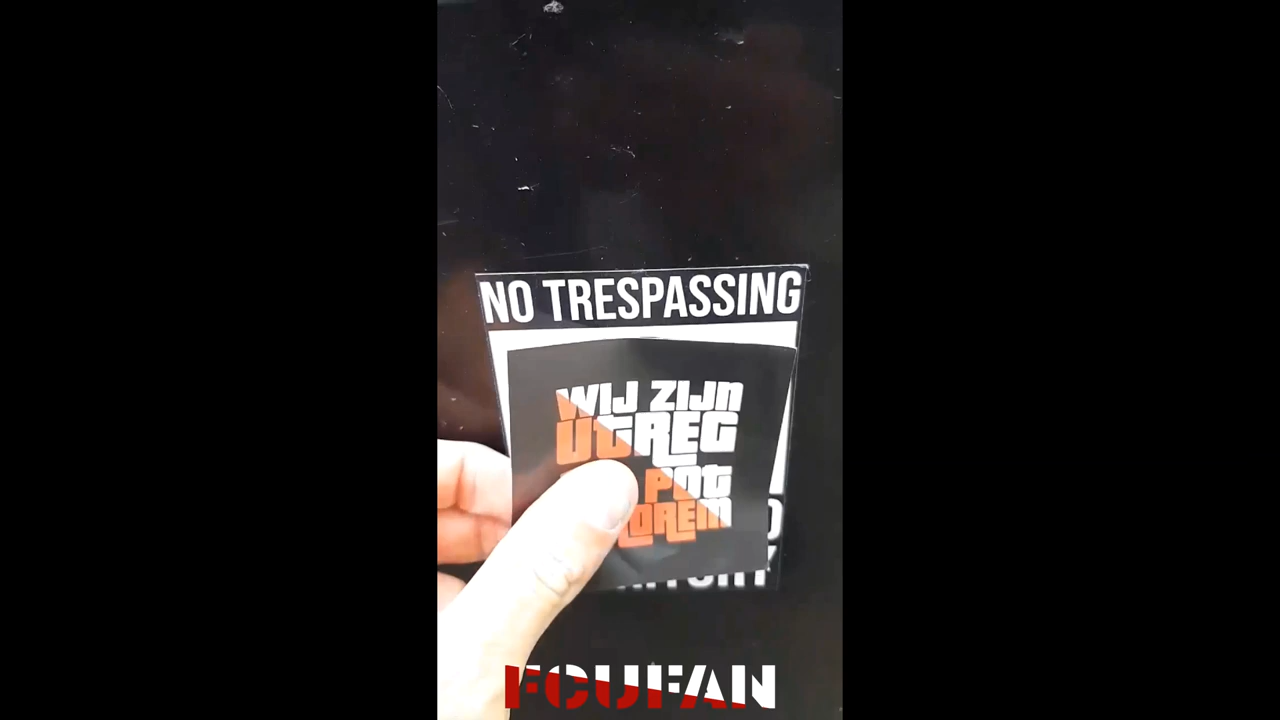 NO TRESPASSING
WIJ ZIJN
UTREG
POT
FCUFAN